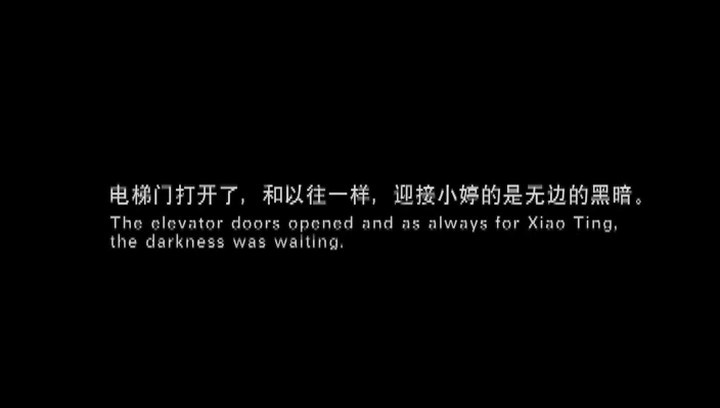 电梯门打开了，和以往一样，迎接小婷的是无边的黑暗。
The elevator doors opened and as always for Xiao Ting,
the darkness was waiting.